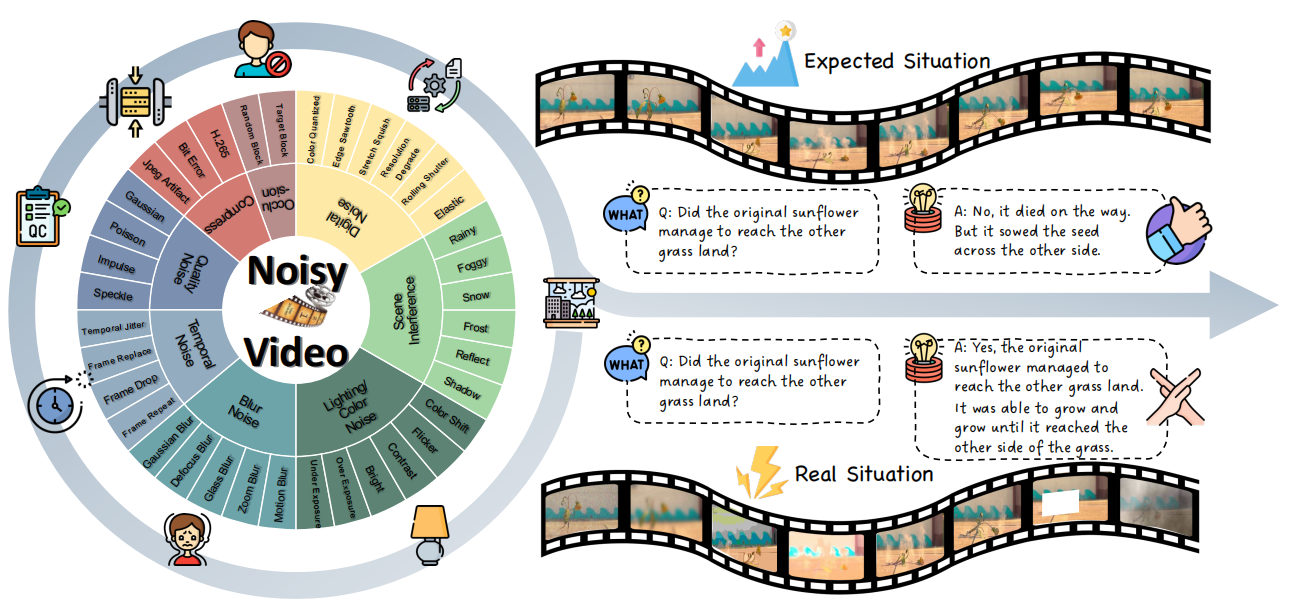 Noisy
Video
Digital
Noise
Color Quantized
Edge Sawtooth
Stretch Squish
Resolution
Degrade
Rolling Shutter
Elastic
Scene
Interference
Rainy
Foggy
Snow
Frost
Reflect
Shadow
Lighting/
Color
Noise
Color Shift
Flicker
Contrast
Bright
Over Exposure
Under Exposure
Blur
Noise
Motion Blur
Zoom Blur
Glass Blur
Defocus Blur
Gaussian Blur
Temporal
Noise
Frame Repeat
Frame Drop
Frame Replace
Temporal Jitter
Quality
Noise
Speckle
Impulse
Poisson
Gaussian
Compress
Jpeg Artifact
Bit Error
H.265
Occlu
-sion
Random Block
Target Block
QC
Expected Situation
WHAT
?
Q: Did the original sunflower
manage to reach the other
grass land?
A: No, it died on the way.
But it sowed the seed
across the other side.
WHAT
?
Q: Did the original sunflower
manage to reach the other
grass land?
A: Yes, the original
sunflower managed to
reach the other grass land.
It was able to grow and
grow until it reached the
other side of the grass.
Real Situation